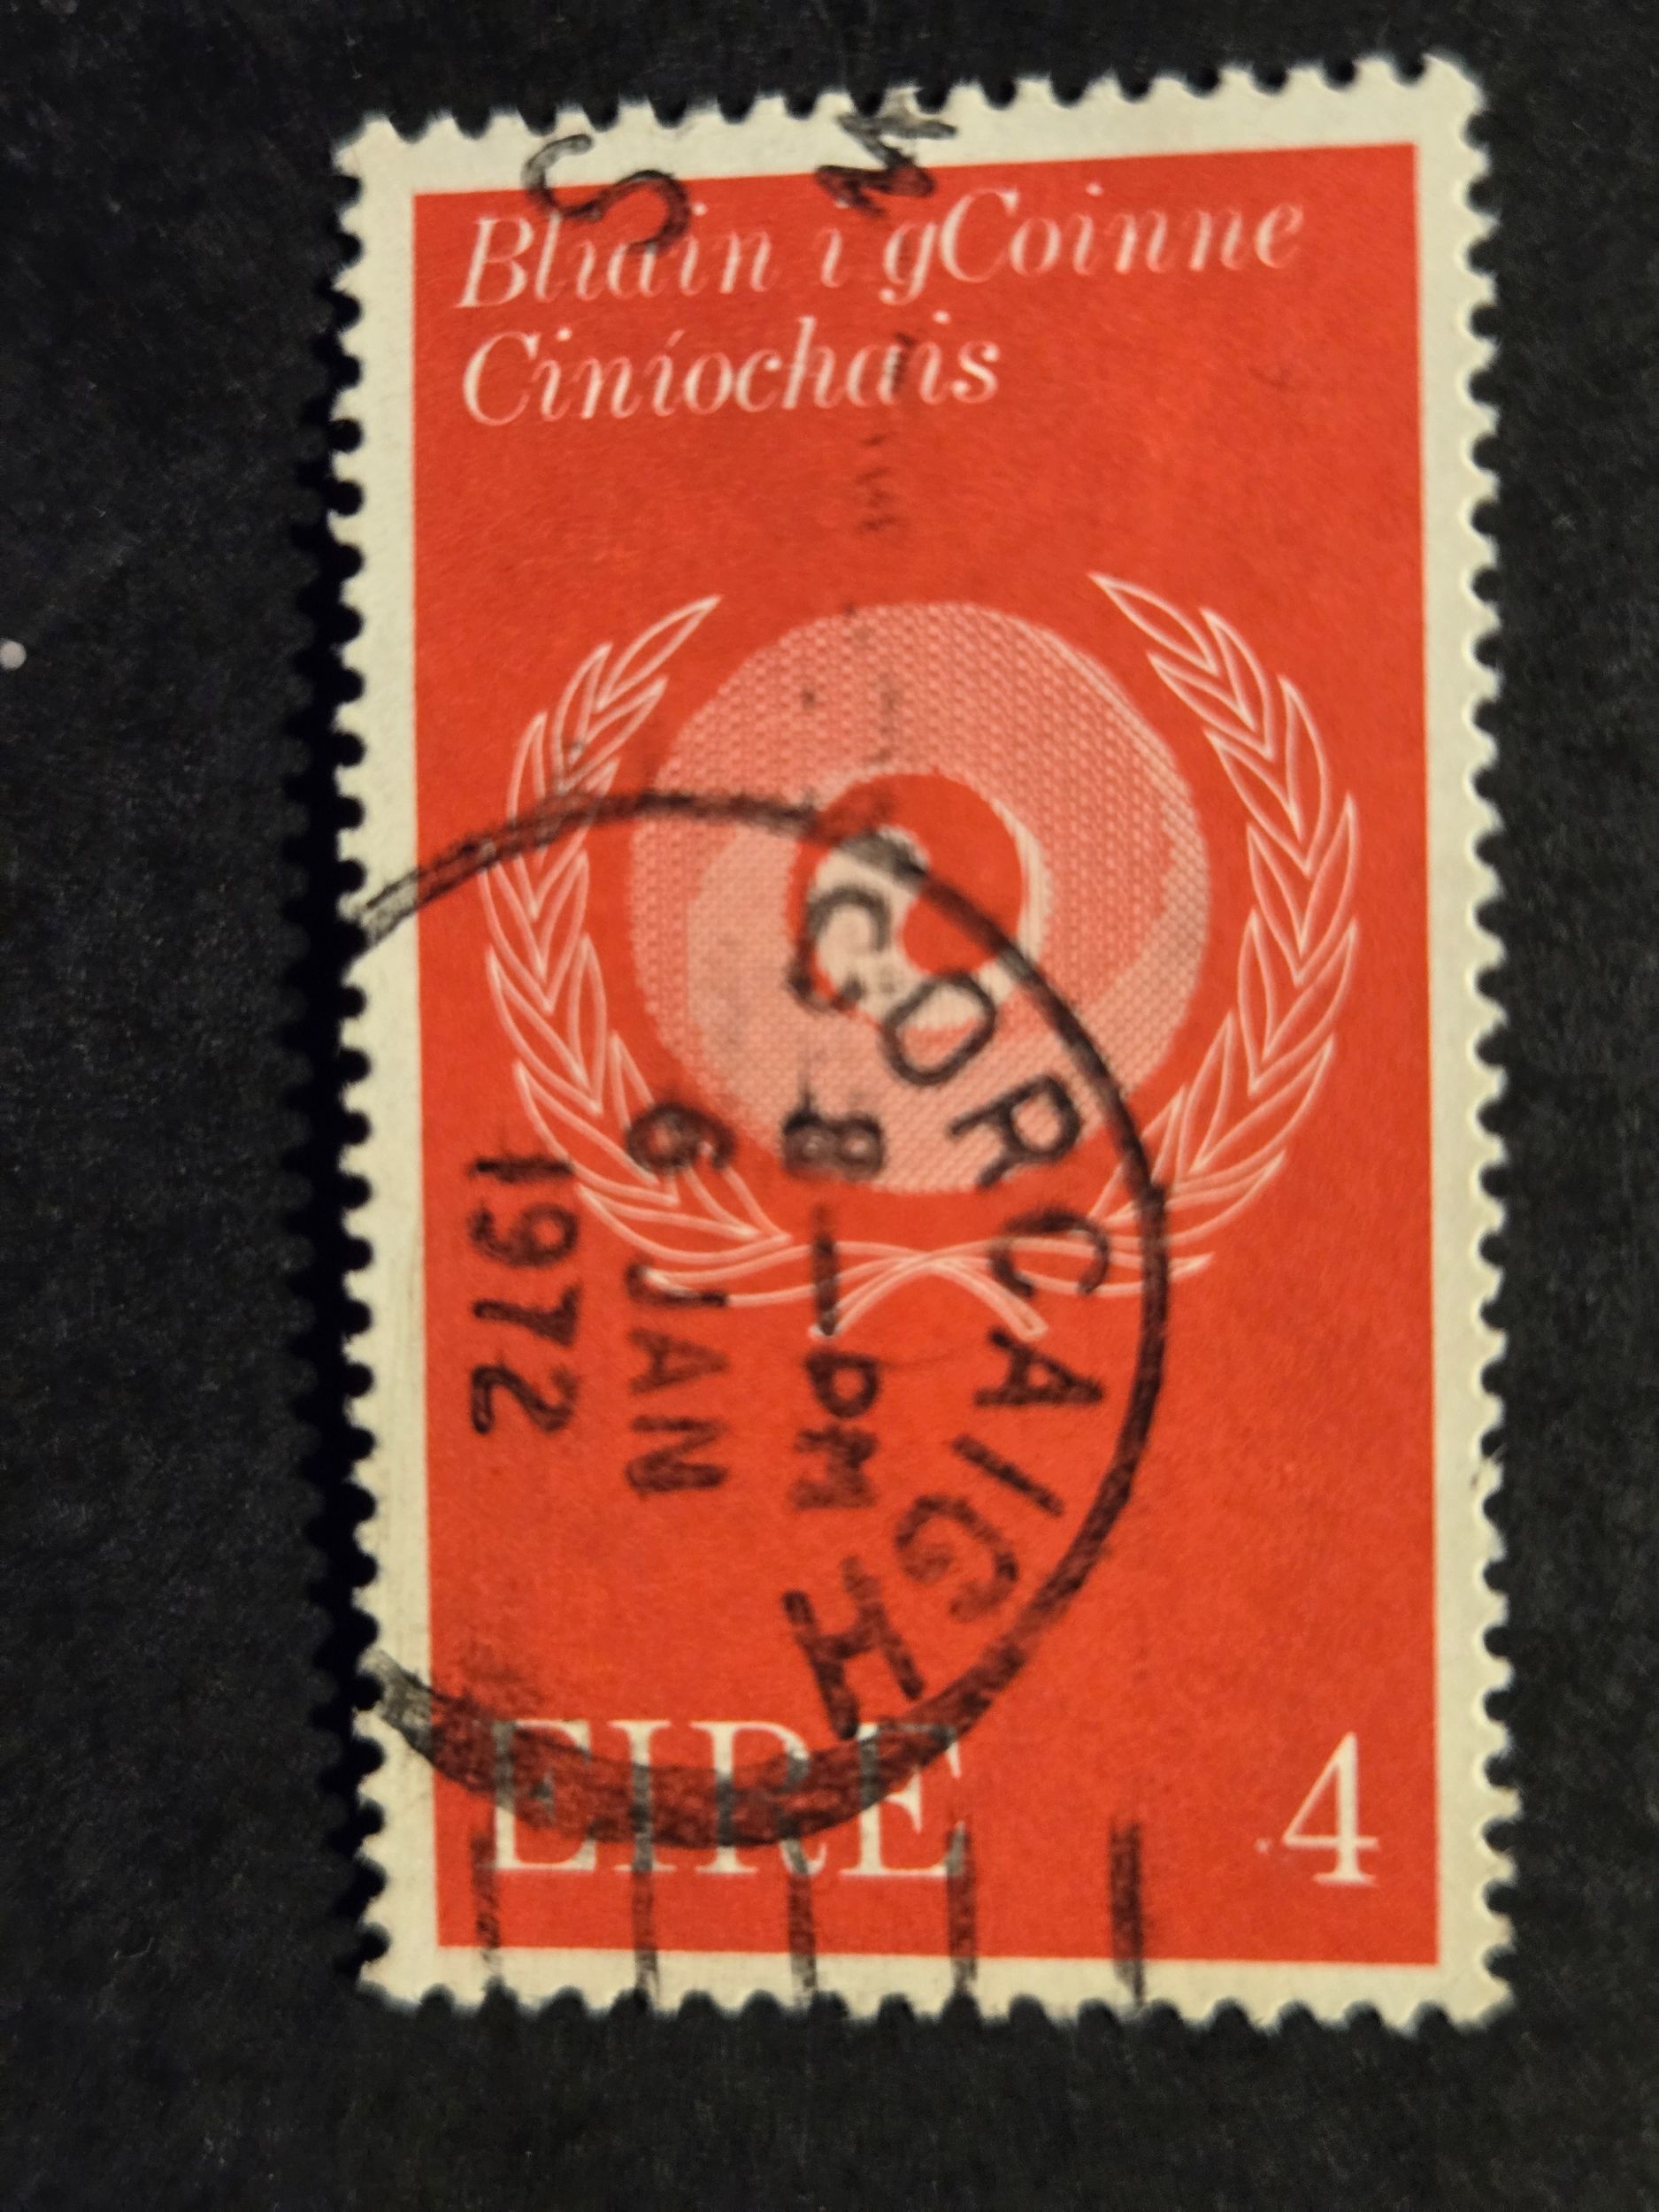 Bliain i gCoinne
Ciníochais
CORCAIGH
8 — PM
6 JAN
1972
EIRE 4